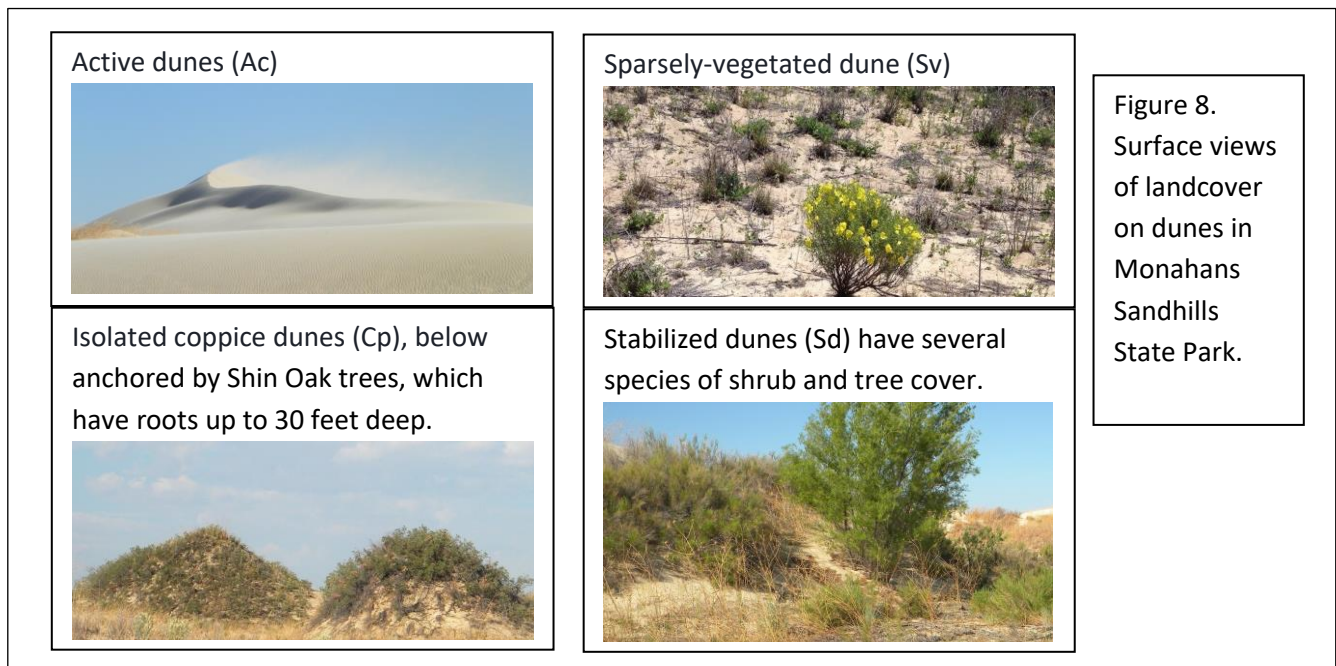 Active dunes (Ac)
Sparsely-vegetated dune (Sv)
Isolated coppice dunes (Cp), below
anchored by Shin Oak trees, which
have roots up to 30 feet deep.
Stabilized dunes (Sd) have several
species of shrub and tree cover.
Figure 8.
Surface views
of landcover
on dunes in
Monahans
Sandhills
State Park.